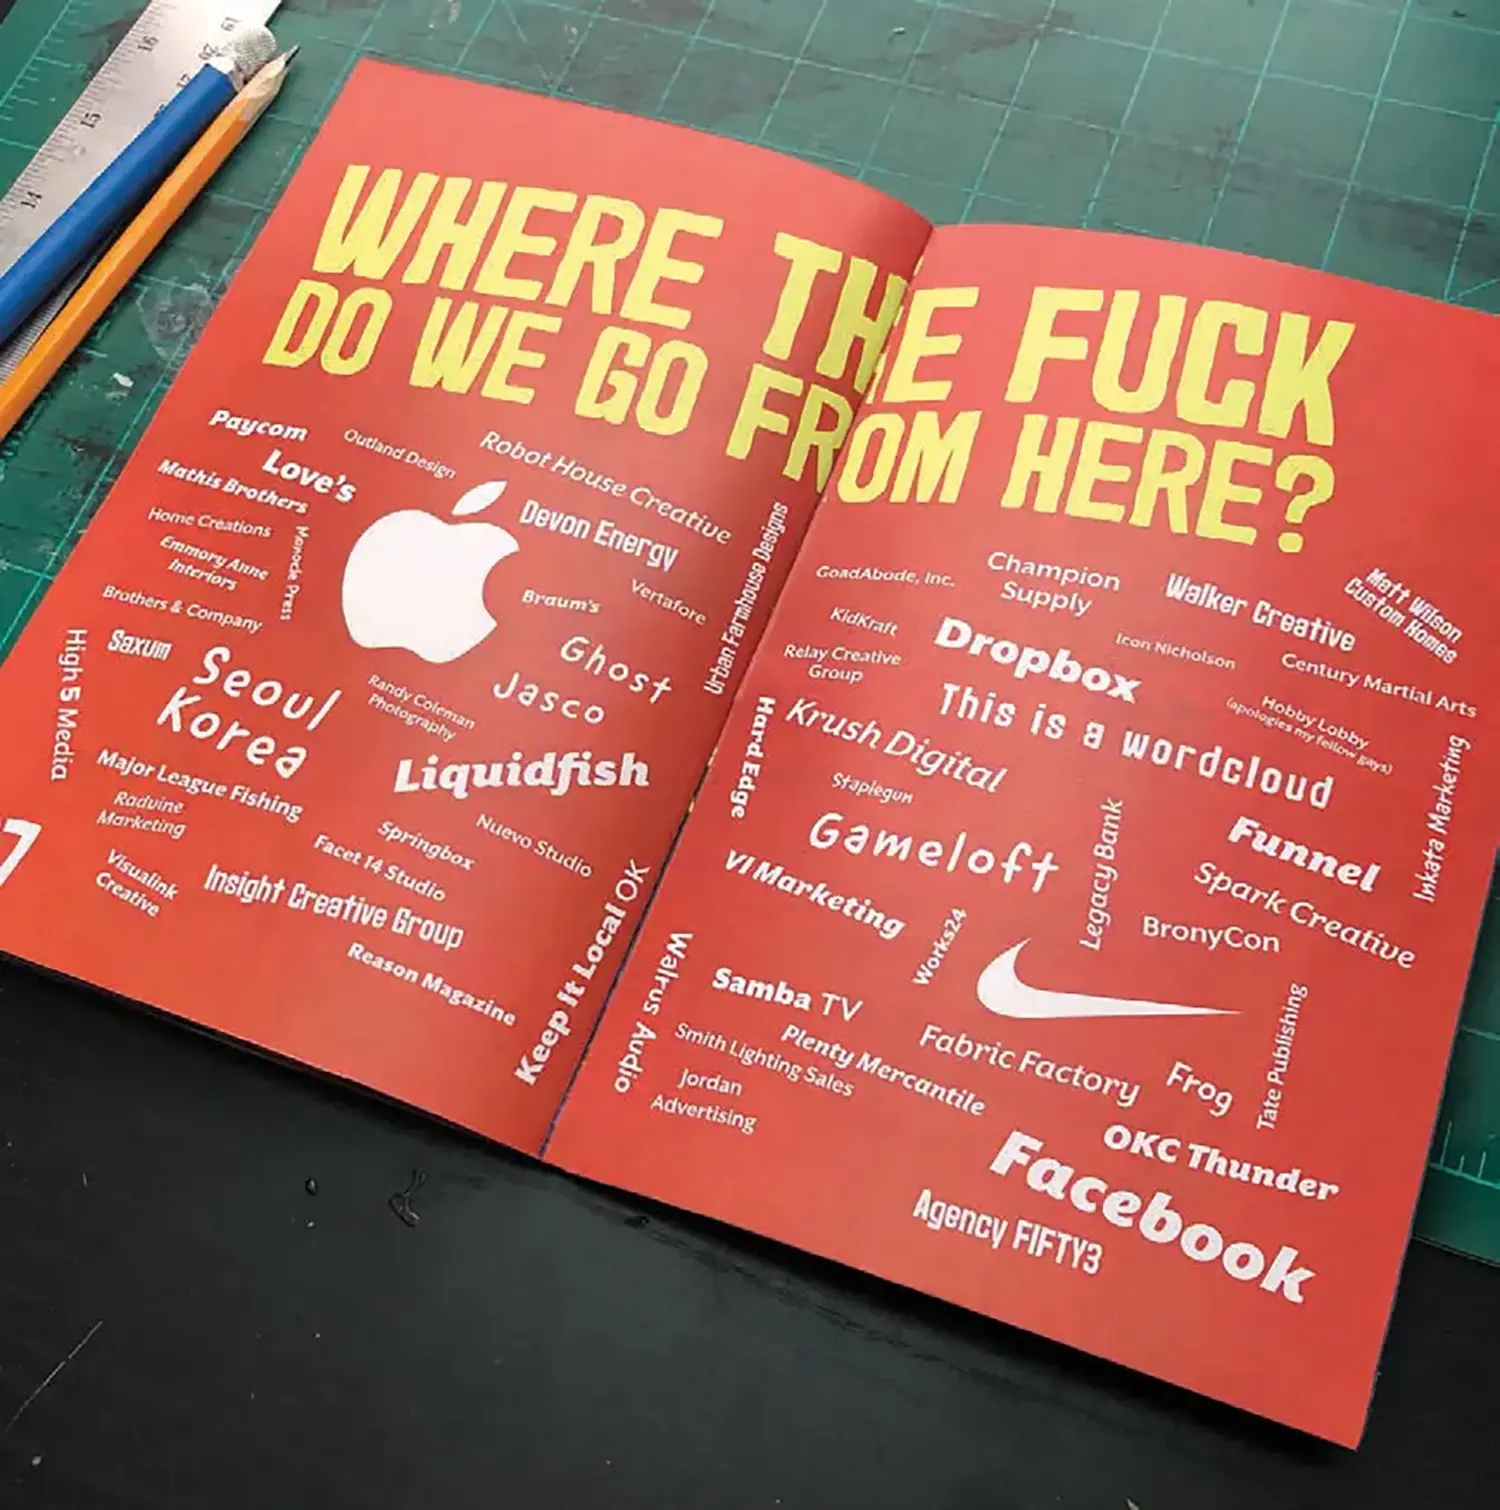 WHERE THE FUCK
DO WE GO FROM HERE?
Paycom
Outland Design
Robot House Creative
Love's
Mathis Brothers
Devon Energy
Home Creations
Monocle Press
Emmory Anne
Interiors
Braum's
Vertafore
Urban Farmhouse Designs
Brothers & Company
Saxum
Ghost
High 5 Media
Seoul
Korea
Randy Coleman
Photography
Jasco
Major League Fishing
Liquidfish
Radvine
Marketing
Springbox
Nuevo Studio
Facet 14 Studio
Visualink
Creative
Insight Creative Group
Reason Magazine
Keep It Local OK
7
GoadAbode, Inc.
Champion
Supply
Walker Creative
Matt Wilson
Custom Homes
KidKraft
Dropbox
Icon Nicholson
Century Martial Arts
Relay Creative
Group
This is a wordcloud
Hobby Lobby
(apologies my fellow gays)
Hard Edge
Krush Digital
Staplegun
Inkata Marketing
Gameloft
Legacy Bank
Funnel
VI Marketing
Spark Creative
Works24
BronyCon
Walrus Audio
Samba TV
Smith Lighting Sales
Plenty Mercantile
Fabric Factory
Frog
Tate Publishing
Jordan
Advertising
OKC Thunder
Facebook
Agency FIFTY3
14
15
16